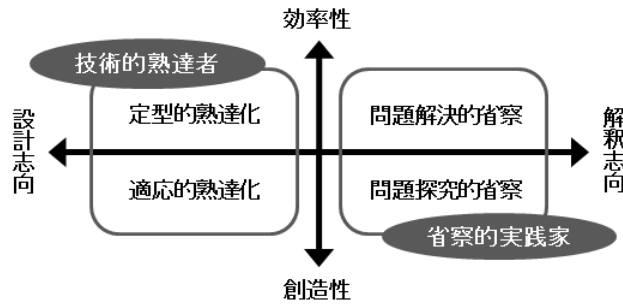 効率性
技術的熟達者
定型的熟達化
問題解決的省察
設計志向
解釈志向
適応的熟達化
問題探究的省察
省察的実践家
創造性